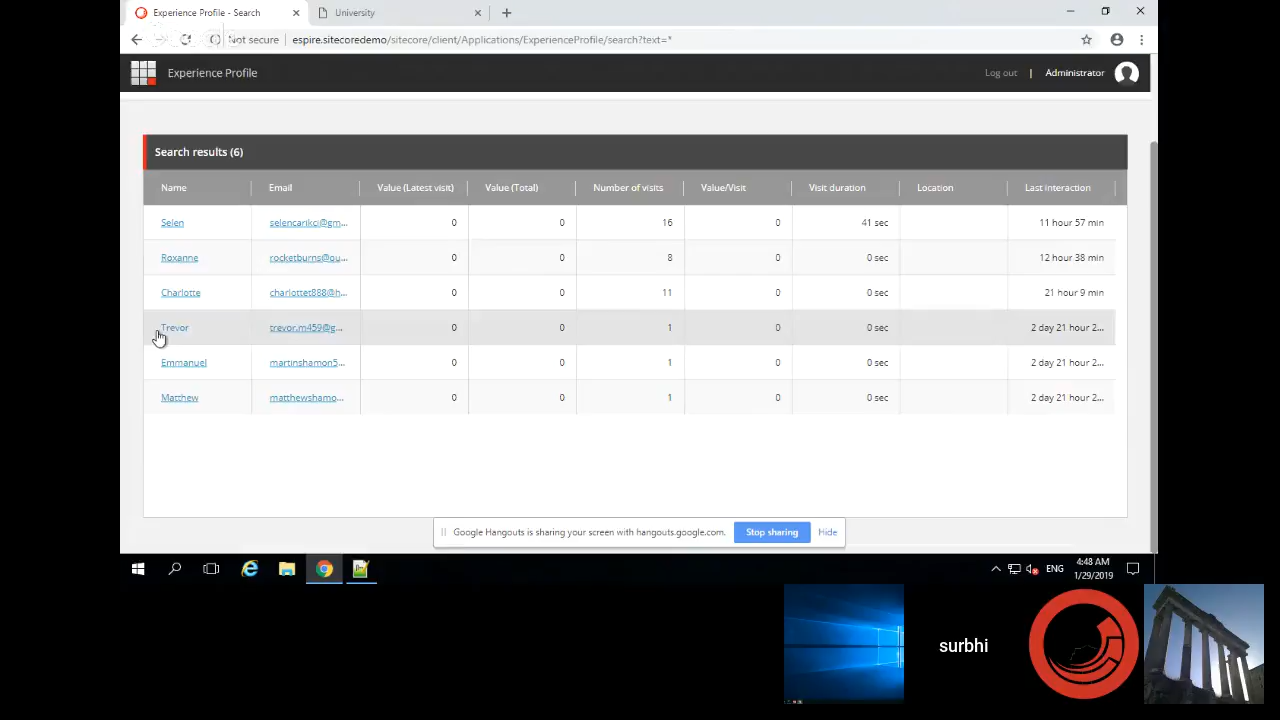 Experience Profile - Search
University
Not secure espire.sitecoredemo/sitecore/client/Applications/ExperienceProfile/search?text=*
Experience Profile
Log out | Administrator
Search results (6)
Name Email Value (Latest visit) Value (Total) Number of visits Value/Visit Visit duration Location Last interaction
Selen selencarikci@gm... 0 0 16 0 41 sec 11 hour 57 min
Roxanne rocketburns@ou... 0 0 8 0 0 sec 12 hour 38 min
Charlotte charlottet888@h... 0 0 11 0 0 sec 21 hour 9 min
Trevor trevor.m459@g... 0 0 1 0 0 sec 2 day 21 hour 2...
Emmanuel martinshamon5... 0 0 1 0 0 sec 2 day 21 hour 2...
Matthew matthewshamo... 0 0 1 0 0 sec 2 day 21 hour 2...
Google Hangouts is sharing your screen with hangouts.google.com. Stop sharing Hide
ENG
4:48 AM
1/29/2019
surbhi